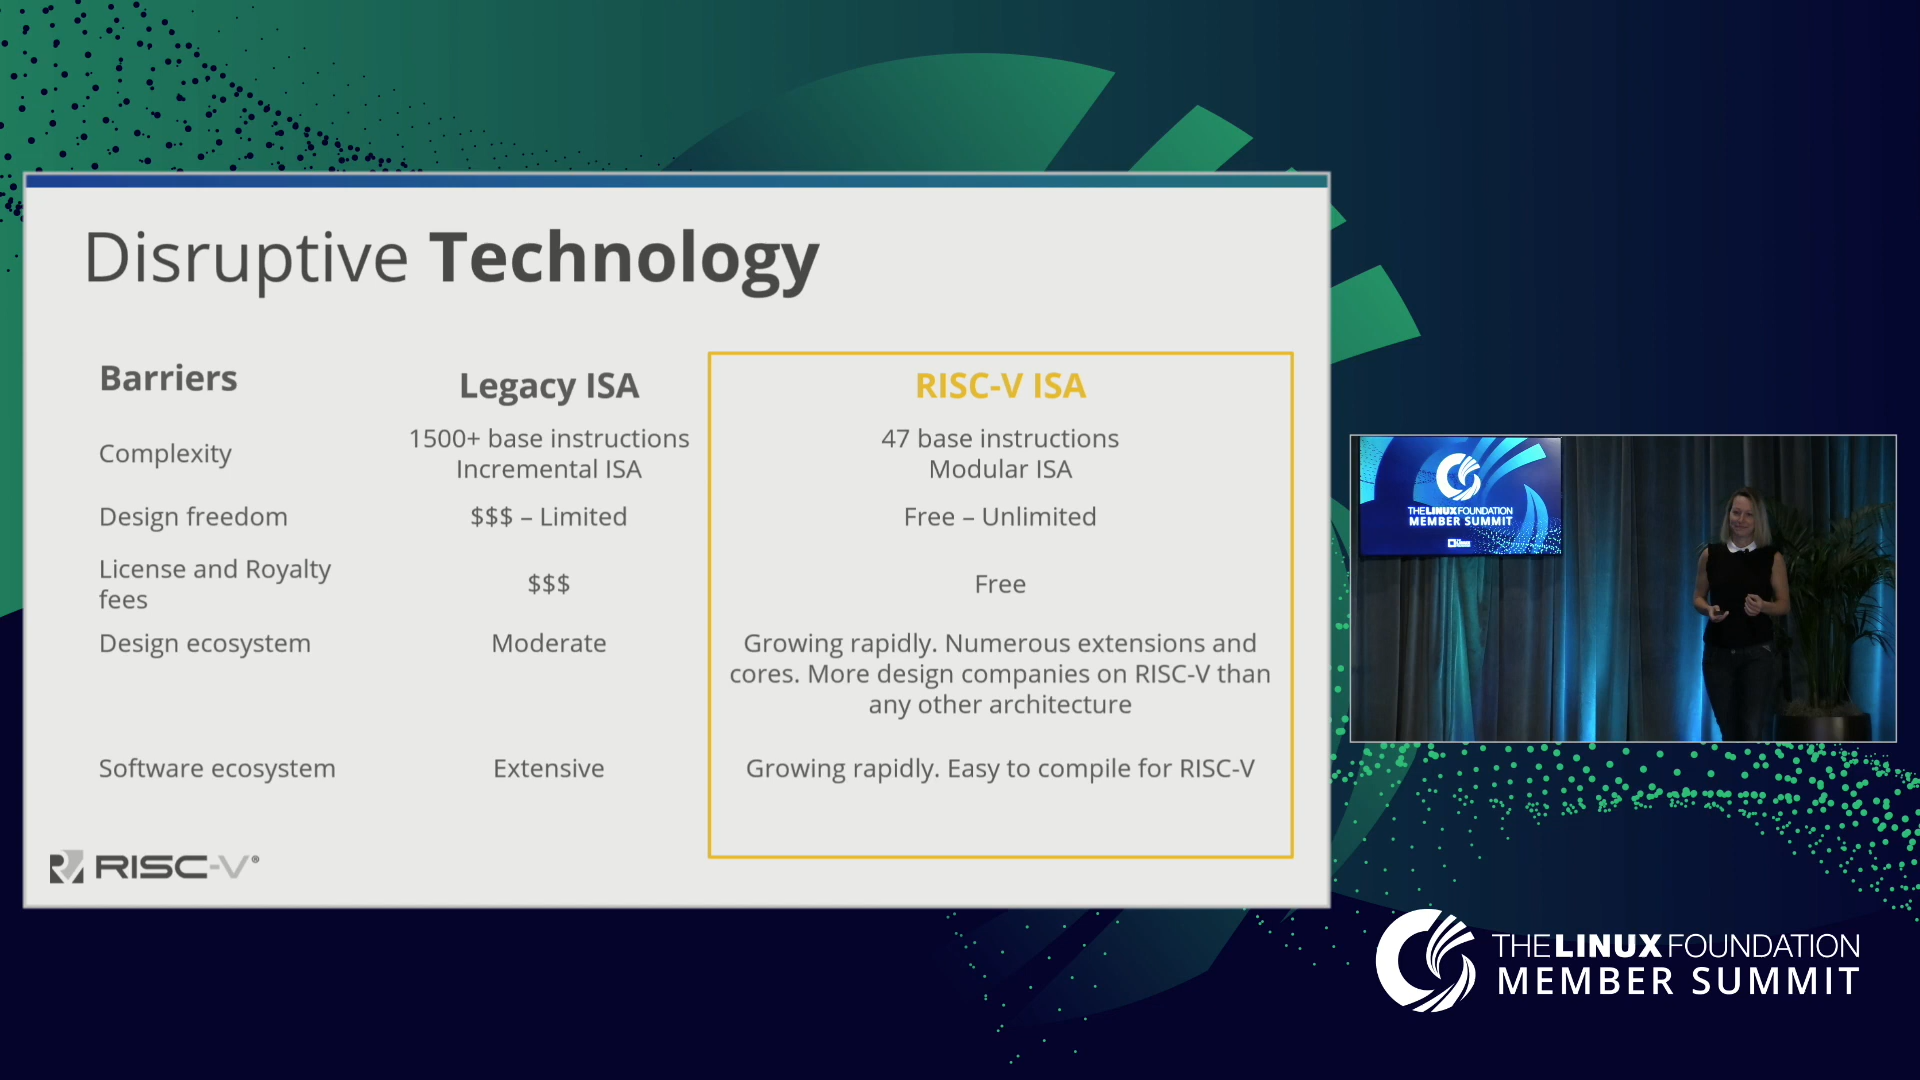 Disruptive Technology
Barriers
Legacy ISA
RISC-V ISA
Complexity
1500+ base instructions
Incremental ISA
47 base instructions
Modular ISA
Design freedom
$$$ – Limited
Free – Unlimited
License and Royalty
fees
$$$
Free
Design ecosystem
Moderate
Growing rapidly. Numerous extensions and
cores. More design companies on RISC-V than
any other architecture
Software ecosystem
Extensive
Growing rapidly. Easy to compile for RISC-V
RISC-V®
THE LINUX FOUNDATION
MEMBER SUMMIT
THE LINUX FOUNDATION
MEMBER SUMMIT